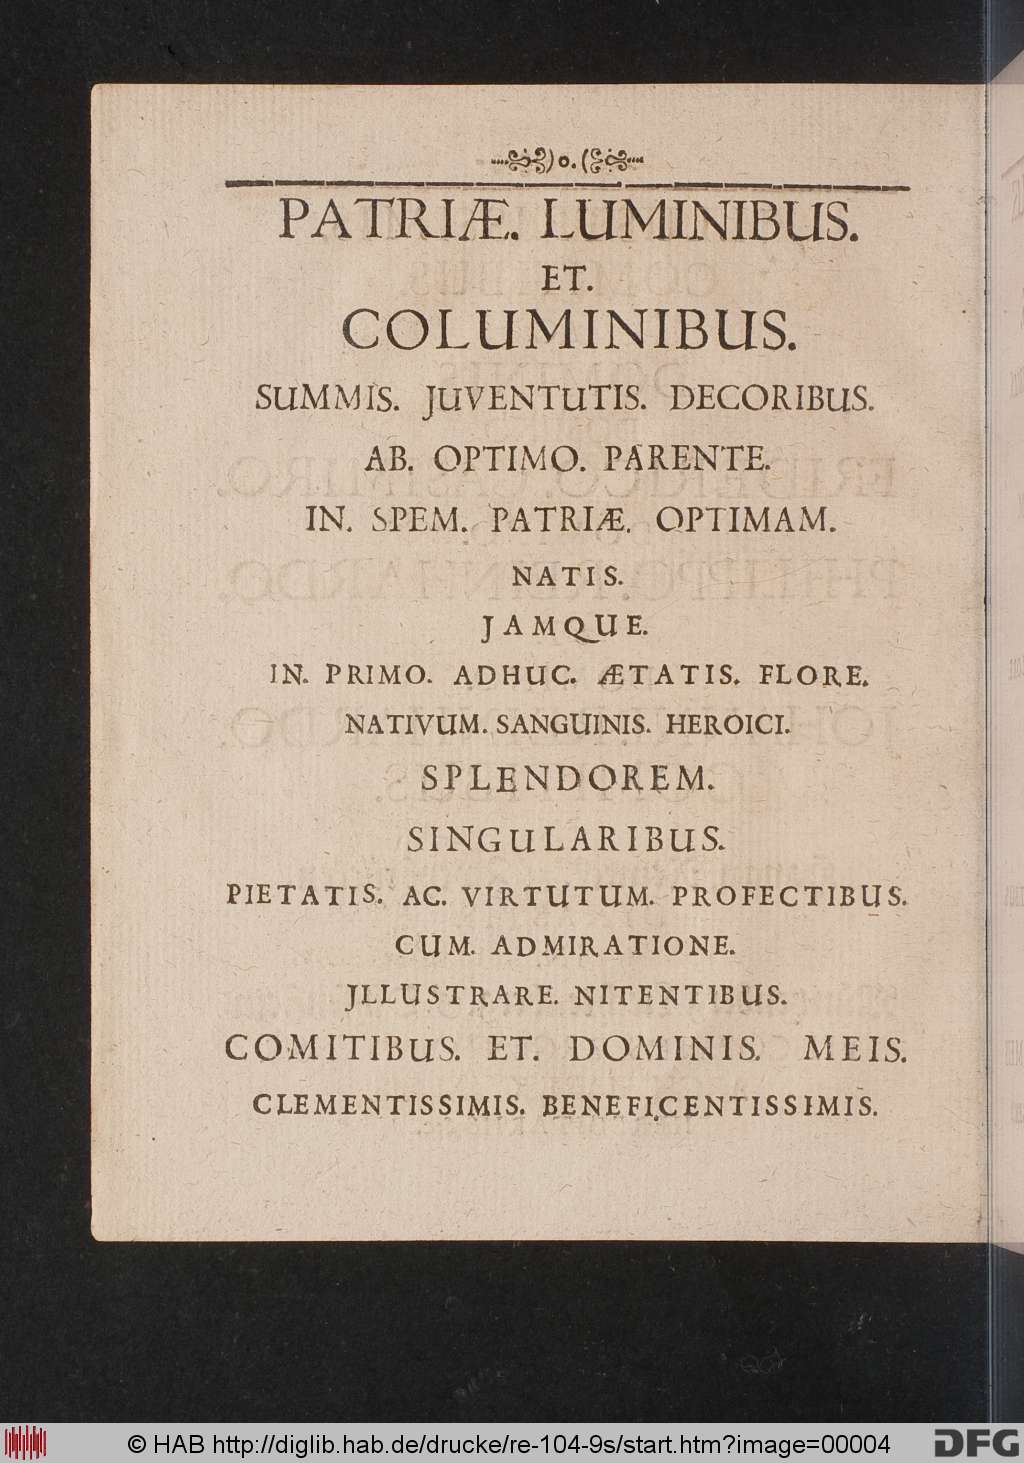 )o.(
PATRIÆ. LUMINIBUS.
ET.
COLUMINIBUS.
SUMMIS. JUVENTUTIS. DECORIBUS.
AB. OPTIMO. PARENTE.
IN. SPEM. PATRIÆ. OPTIMAM.
NATIS.
JAMQUE.
IN. PRIMO. ADHUC. ÆTATIS. FLORE.
NATIVUM. SANGUINIS. HEROICI.
SPLENDOREM.
SINGULARIBUS.
PIETATIS. AC. VIRTUTUM. PROFECTIBUS.
CUM. ADMIRATIONE.
JLLUSTRARE. NITENTIBUS.
COMITIBUS. ET. DOMINIS. MEIS.
CLEMENTISSIMIS. BENEFICENTISSIMIS.
© HAB http://diglib.hab.de/drucke/re-104-9s/start.htm?image=00004
DFG